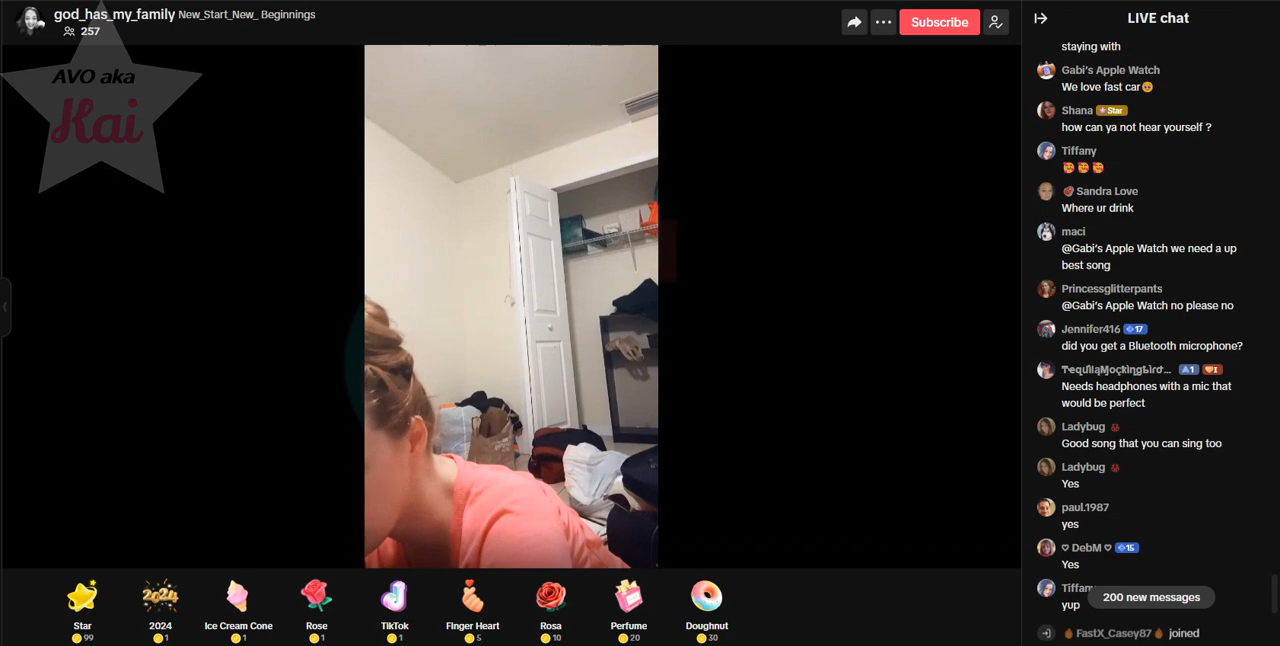 god_has_my_family New_Start_New_ Beginnings
257
Subscribe
AVO aka
Kai
LIVE chat
staying with
Gabi's Apple Watch
We love fast car
Shana Star
how can ya not hear yourself ?
Tiffany
Sandra Love
Where ur drink
maci
@Gabi's Apple Watch we need a up
best song
Princessglitterpants
@Gabi's Apple Watch no please no
Jennifer416 17
did you get a Bluetooth microphone?
1 I
Needs headphones with a mic that
would be perfect
Ladybug
Good song that you can sing too
Ladybug
Yes
paul.1987
yes
♡ DebM ♡ 15
Yes
Tiffany
yup
200 new messages
FastX_Casey87 joined
Star
99
2024
1
Ice Cream Cone
1
Rose
1
TikTok
1
Finger Heart
5
Rosa
10
Perfume
20
Doughnut
30